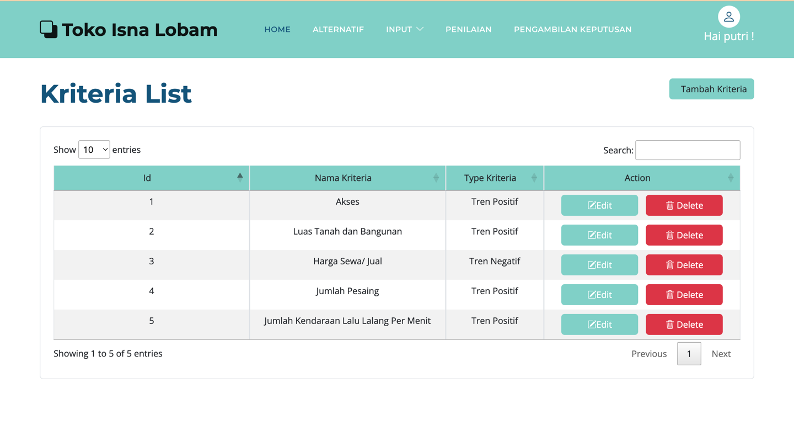 Toko Isna Lobam
HOME ALTERNATIF INPUT PENILAIAN PENGAMBILAN KEPUTUSAN
Hai putri !
Kriteria List
Tambah Kriteria
Show 10 entries
Search:
Id Nama Kriteria Type Kriteria Action
1 Akses Tren Positif Edit Delete
2 Luas Tanah dan Bangunan Tren Positif Edit Delete
3 Harga Sewa/ Jual Tren Negatif Edit Delete
4 Jumlah Pesaing Tren Positif Edit Delete
5 Jumlah Kendaraan Lalu Lalang Per Menit Tren Positif Edit Delete
Showing 1 to 5 of 5 entries
Previous 1 Next